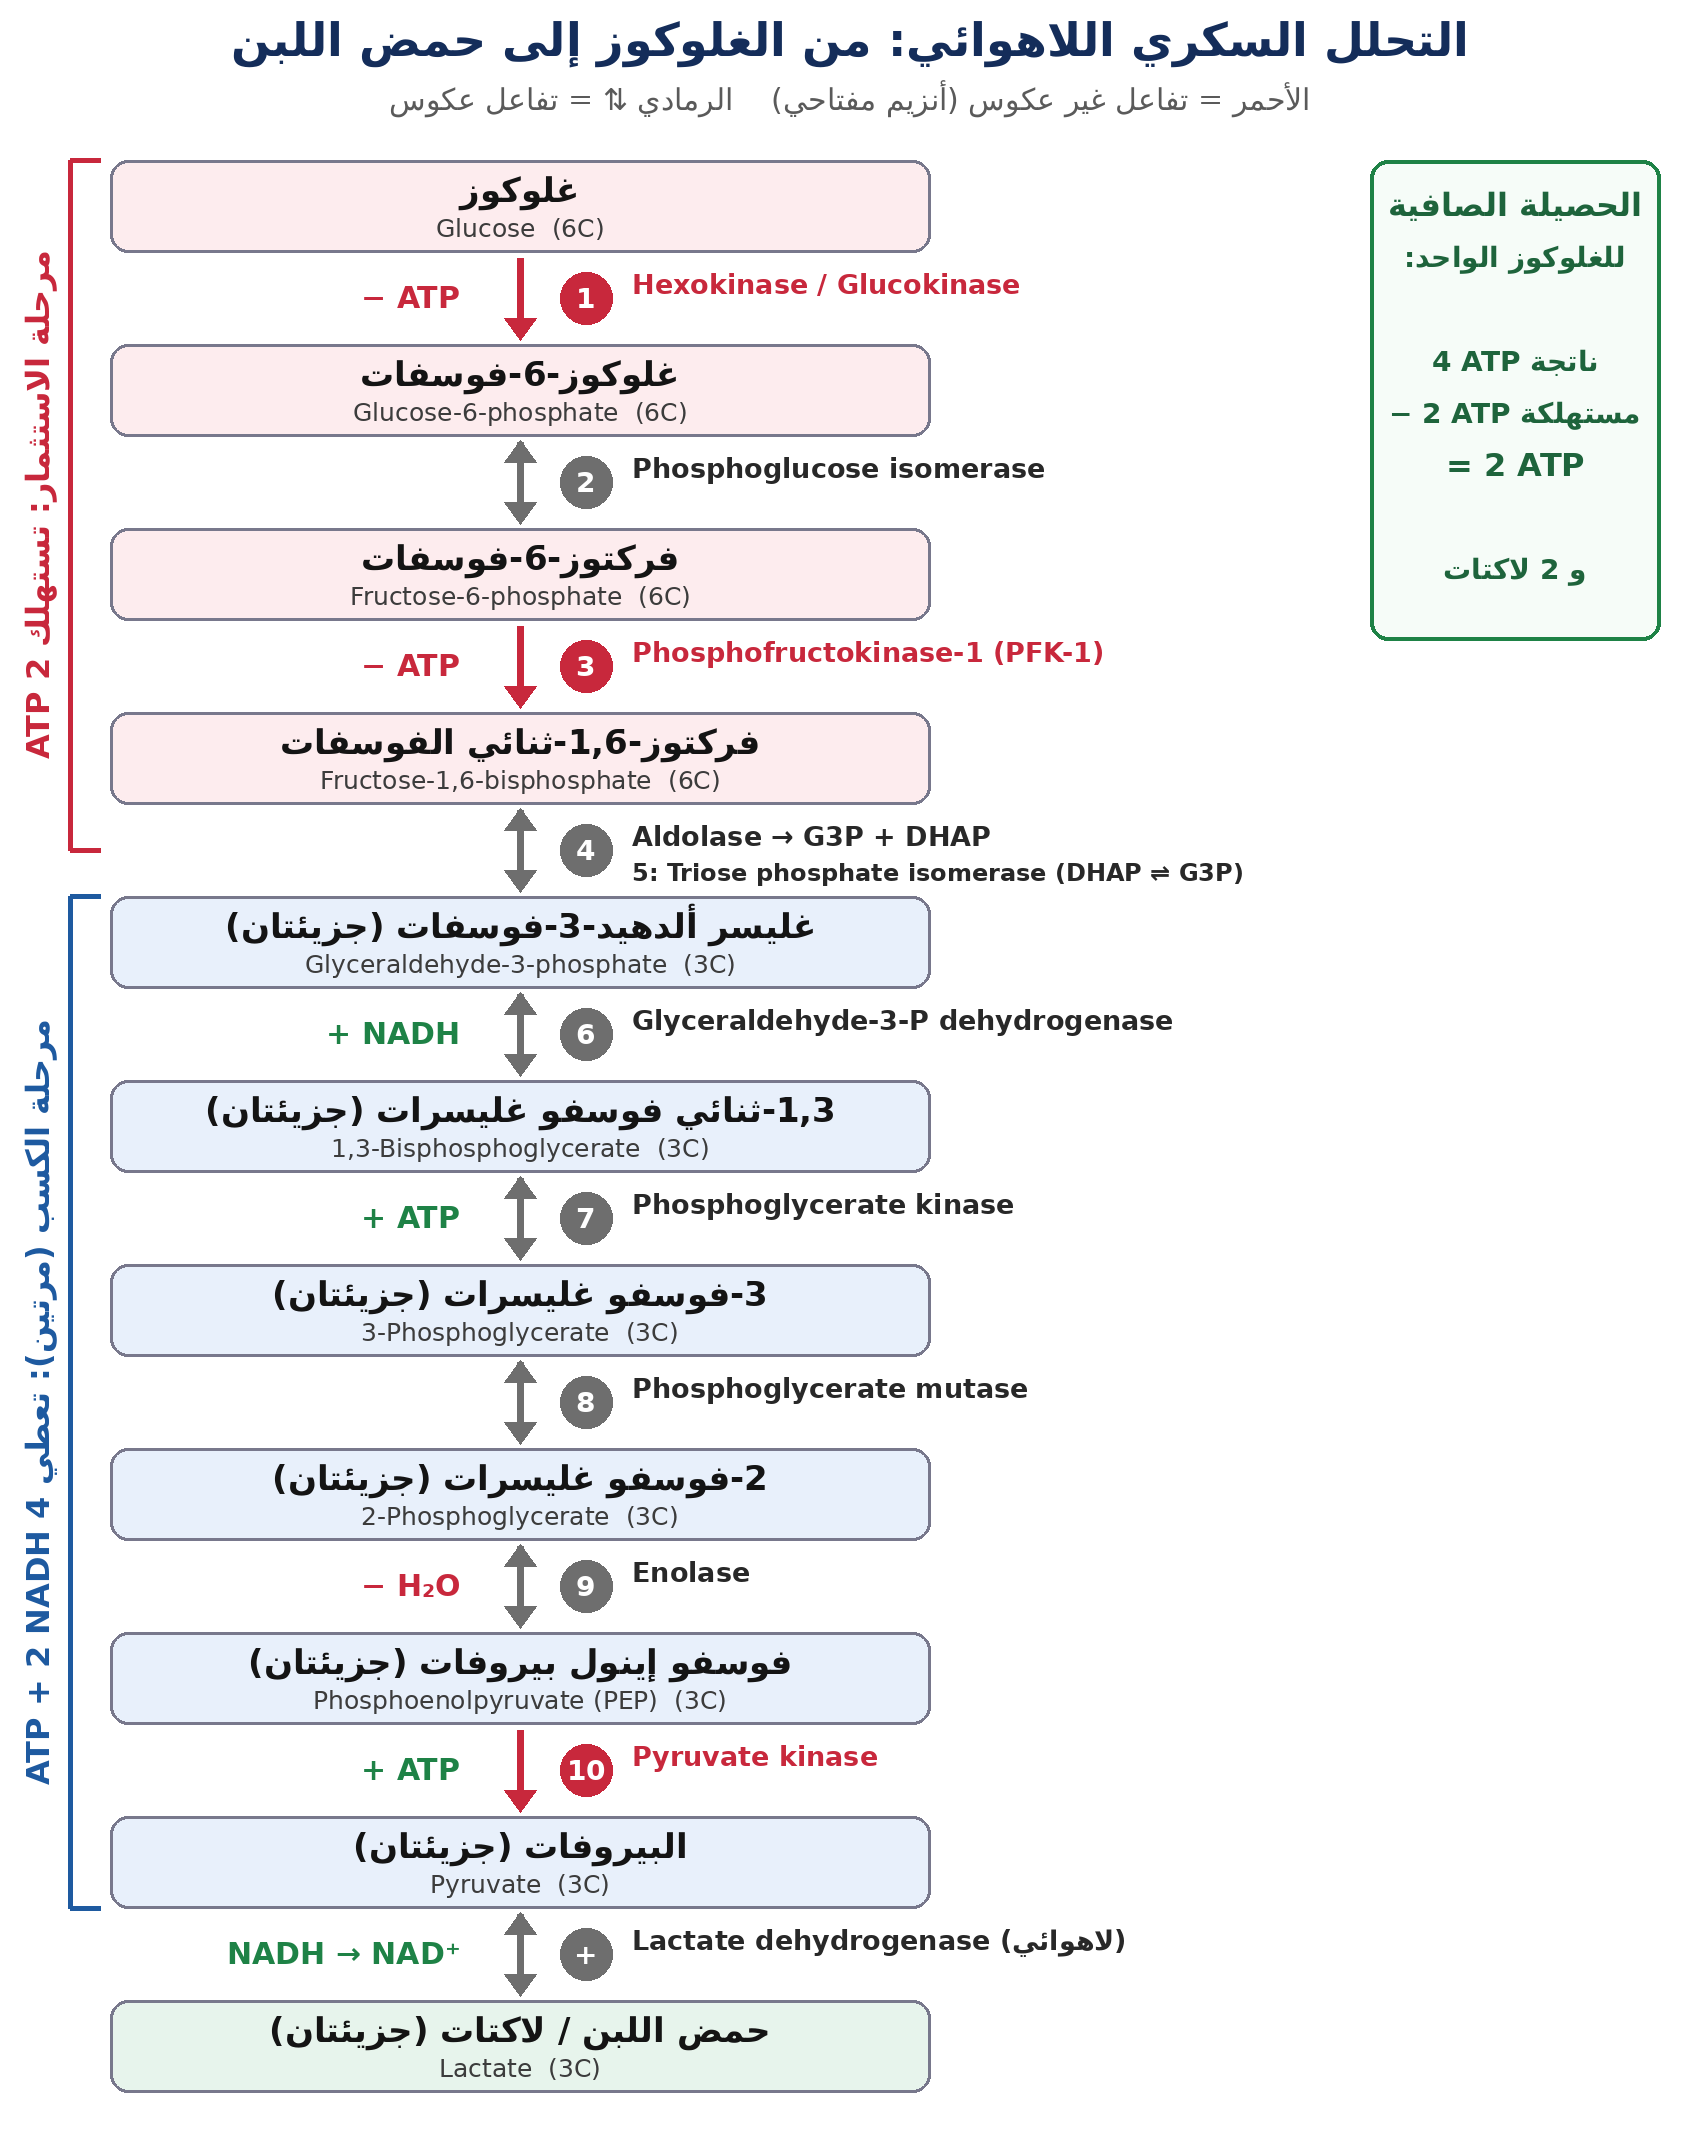 التحلل السكري اللاهوائي: من الغلوكوز إلى حمض اللبن
الأحمر = تفاعل غير عكوس (أنزيم مفتاحي)    الرمادي ⇅ = تفاعل عكوس
مرحلة الاستثمار: تستهلك 2 ATP
غلوكوز
Glucose (6C)
− ATP
1
Hexokinase / Glucokinase
غلوكوز-6-فوسفات
Glucose-6-phosphate (6C)
2
Phosphoglucose isomerase
فركتوز-6-فوسفات
Fructose-6-phosphate (6C)
− ATP
3
Phosphofructokinase-1 (PFK-1)
فركتوز-1,6-ثنائي الفوسفات
Fructose-1,6-bisphosphate (6C)
4
Aldolase → G3P + DHAP
5: Triose phosphate isomerase (DHAP ⇌ G3P)
مرحلة الكسب (مرتين): تعطي 4 ATP + 2 NADH
غليسر ألدهيد-3-فوسفات (جزيئتان)
Glyceraldehyde-3-phosphate (3C)
+ NADH
6
Glyceraldehyde-3-P dehydrogenase
1,3-ثنائي فوسفو غليسرات (جزيئتان)
1,3-Bisphosphoglycerate (3C)
+ ATP
7
Phosphoglycerate kinase
3-فوسفو غليسرات (جزيئتان)
3-Phosphoglycerate (3C)
8
Phosphoglycerate mutase
2-فوسفو غليسرات (جزيئتان)
2-Phosphoglycerate (3C)
− H₂O
9
Enolase
فوسفو إينول بيروفات (جزيئتان)
Phosphoenolpyruvate (PEP) (3C)
+ ATP
10
Pyruvate kinase
البيروفات (جزيئتان)
Pyruvate (3C)
NADH → NAD⁺
+
Lactate dehydrogenase (لاهوائي)
حمض اللبن / لاكتات (جزيئتان)
Lactate (3C)
الحصيلة الصافية
للغلوكوز الواحد:
4 ATP ناتجة
− 2 ATP مستهلكة
= 2 ATP
و 2 لاكتات